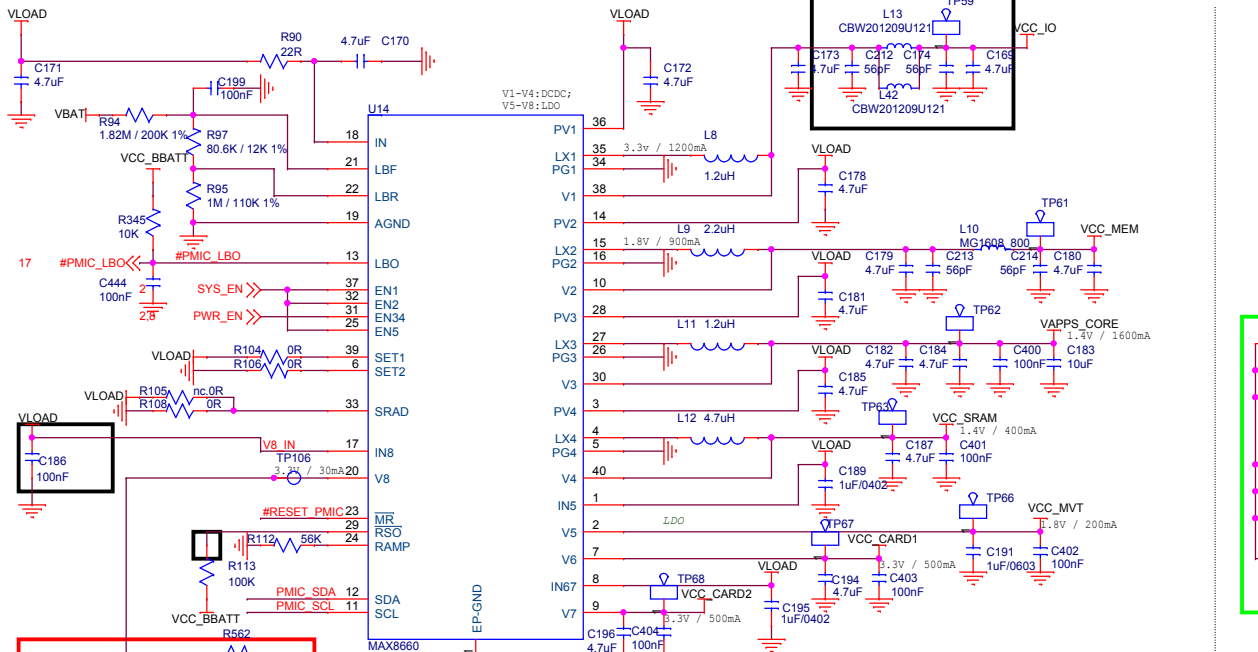 VLOAD
R90
22R
4.7uF C170
C171
4.7uF
C199
100nF
VBAT
R94
1.82M / 200K 1%
R97
80.6K / 12K 1%
VCC_BBATT
R95
1M / 110K 1%
R345
10K
17 #PMIC_LBO
#PMIC_LBO
C444
100nF
2
2,8
SYS_EN
PWR_EN
VLOAD
R104 0R
R106 0R
VLOAD
R105 nc.0R
R108 0R
VLOAD
C186
100nF
V8_IN
TP106
3.3V / 30mA
#RESET_PMIC
R112 56K
R113
100K
VCC_BBATT
PMIC_SDA
PMIC_SCL
R562
U14
V1-V4:DCDC;
V5-V8:LDO
18 IN
21 LBF
22 LBR
19 AGND
13 LBO
37 EN1
32 EN2
31 EN34
25 EN5
39 SET1
6 SET2
33 SRAD
17 IN8
20 V8
23 MR
29 RSO
24 RAMP
12 SDA
11 SCL
EP-GND
MAX8660
PV1 36
LX1 35
PG1 34
V1 38
PV2 14
LX2 15
PG2 16
V2 10
PV3 28
LX3 27
PG3 26
V3 30
PV4 3
LX4 4
PG4 5
V4 40
IN5 1
V5 2
V6 7
IN67 8
V7 9
VLOAD
C172
4.7uF
3.3v / 1200mA
L8
1.2uH
L13
CBW201209U121
TP59
VCC_IO
C173
4.7uF
C212
56pF
C174
56pF
C169
4.7uF
L42
CBW201209U121
VLOAD
C178
4.7uF
L9 2.2uH
1.8V / 900mA
L10
MG1608_800
TP61
VCC_MEM
C179
4.7uF
C213
56pF
C214
56pF
C180
4.7uF
VLOAD
C181
4.7uF
L11 1.2uH
TP62
VAPPS_CORE
1.4V / 1600mA
C182
4.7uF
C184
4.7uF
C400
100nF
C183
10uF
VLOAD
C185
4.7uF
L12 4.7uH
TP63
VCC_SRAM
1.4V / 400mA
C187
4.7uF
C401
100nF
VLOAD
C189
1uF/0402
LDO
TP66
VCC_MVT
1.8V / 200mA
C191
1uF/0603
C402
100nF
TP67
VCC_CARD1
3.3V / 500mA
C194
4.7uF
C403
100nF
VLOAD
C195
1uF/0402
TP68
VCC_CARD2
3.3V / 500mA
C196
4.7uF
C404
100nF